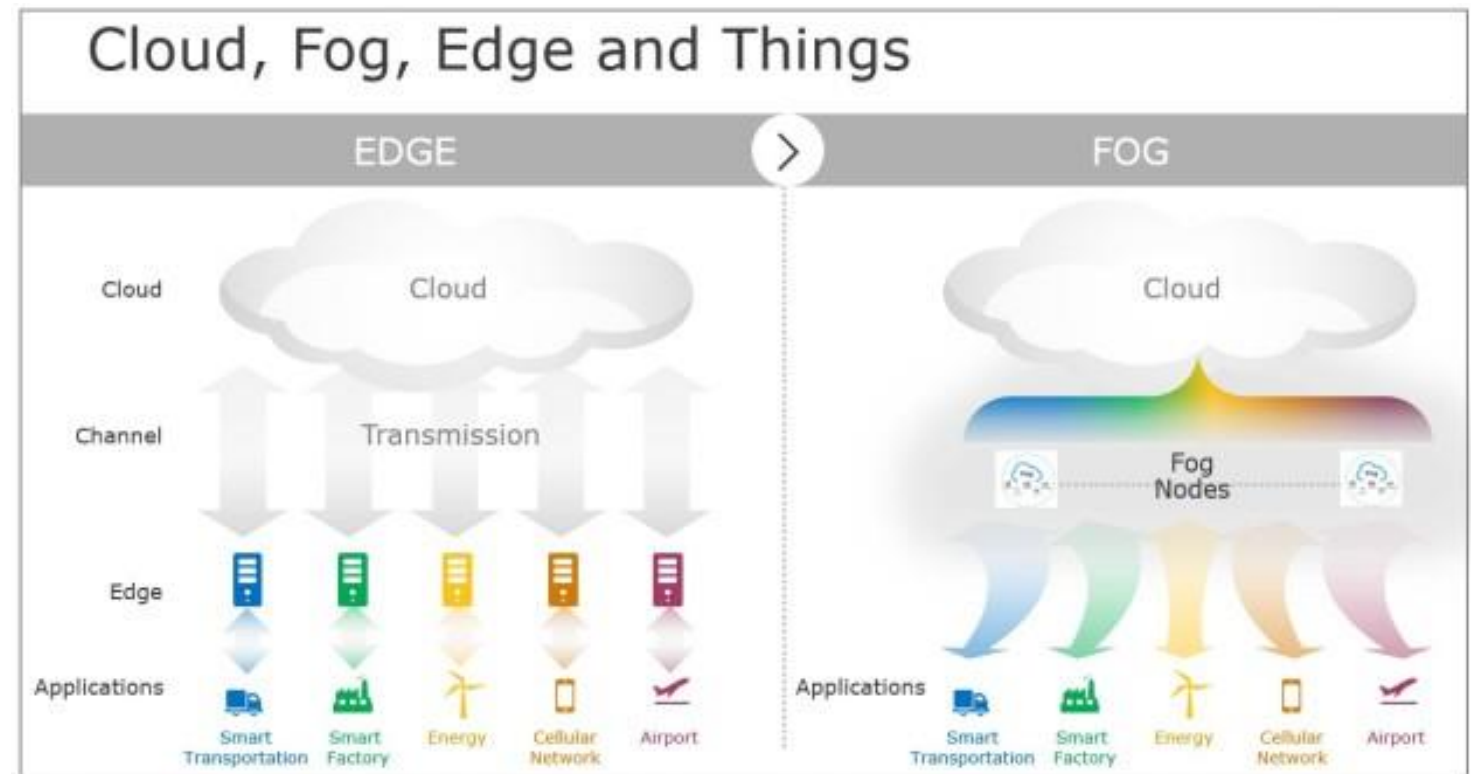 Cloud, Fog, Edge and Things
EDGE
FOG
Cloud
Cloud
Channel
Transmission
Edge
Applications
Smart
Transportation
Smart
Factory
Energy
Cellular
Network
Airport
Cloud
Fog
Nodes
Applications
Smart
Transportation
Smart
Factory
Energy
Cellular
Network
Airport